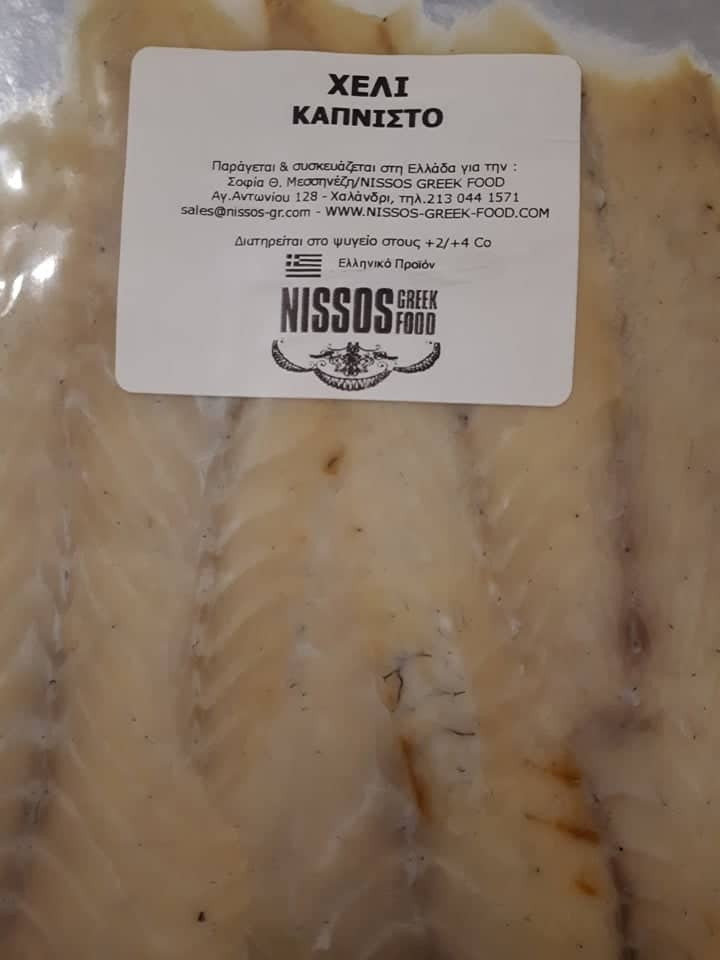 ΧΕΛΙ
ΚΑΠΝΙΣΤΟ
Παράγεται & συσκευάζεται στη Ελλάδα για την :
Σοφία Θ. Μεσσηνέζη/NISSOS GREEK FOOD
Αγ.Αντωνίου 128 - Χαλάνδρι, τηλ.213 044 1571
sales@nissos-gr.com - WWW.NISSOS-GREEK-FOOD.COM
Διατηρείται στο ψυγείο στους +2/+4 Co
Ελληνικό Προϊόν
NISSOS GREEK FOOD